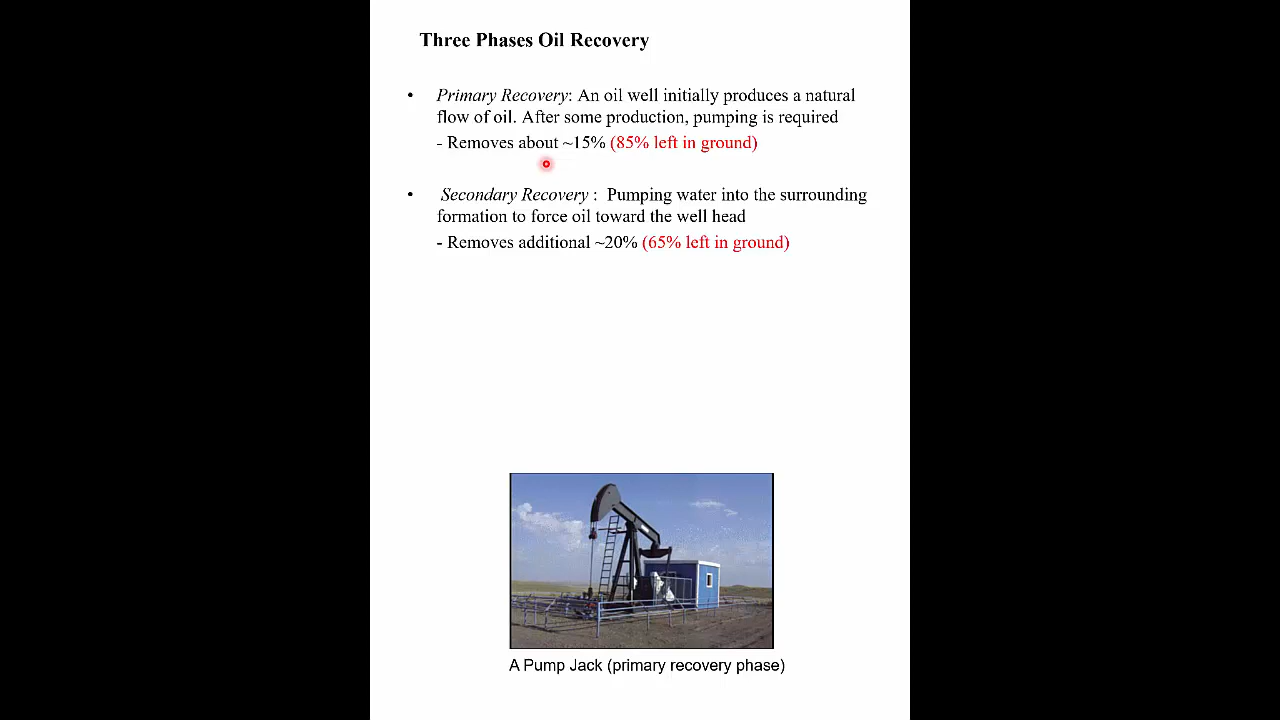 Three Phases Oil Recovery
• Primary Recovery: An oil well initially produces a natural
flow of oil. After some production, pumping is required
- Removes about ~15% (85% left in ground)
• Secondary Recovery : Pumping water into the surrounding
formation to force oil toward the well head
- Removes additional ~20% (65% left in ground)
A Pump Jack (primary recovery phase)